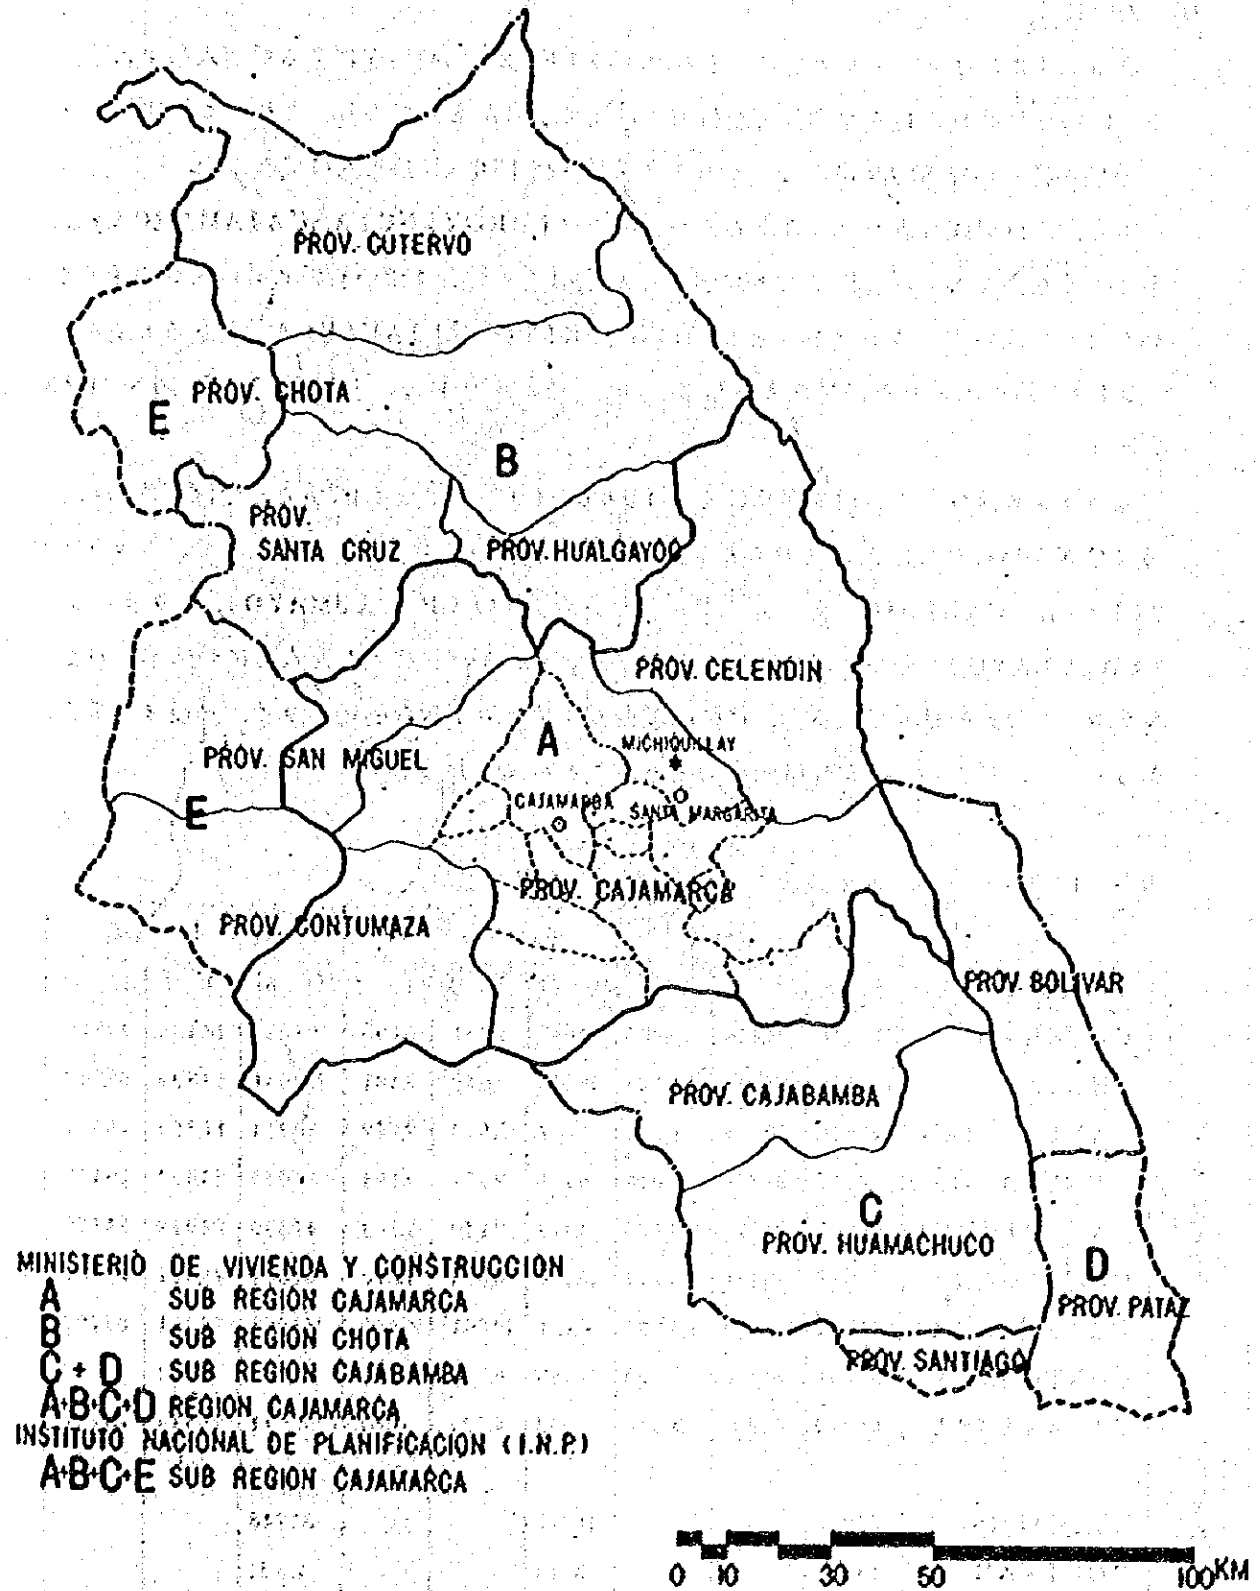 PROV. CUTERVO
PROV. CHOTA
E
B
PROV.
SANTA CRUZ
PROV. HUALGAYOC
PROV. CELENDIN
A
MICHIQUILLAY
PROV. SAN MIGUEL
CAJAMARCA
SANTA MARGARITA
E
PROV. CAJAMARCA
PROV. CONTUMAZA
PROV. BOLIVAR
PROV. CAJABAMBA
C
PROV. HUAMACHUCO
D
PROV. PATAZ
PROV. SANTIAGO
MINISTERIO DE VIVIENDA Y CONSTRUCCION
A SUB REGION CAJAMARCA
B SUB REGION CHOTA
C + D SUB REGION CAJABAMBA
A+B+C+D REGION CAJAMARCA
INSTITUTO NACIONAL DE PLANIFICACION (I.N.P.)
A+B+C+E SUB REGION CAJAMARCA
0 10 30 50 100 KM